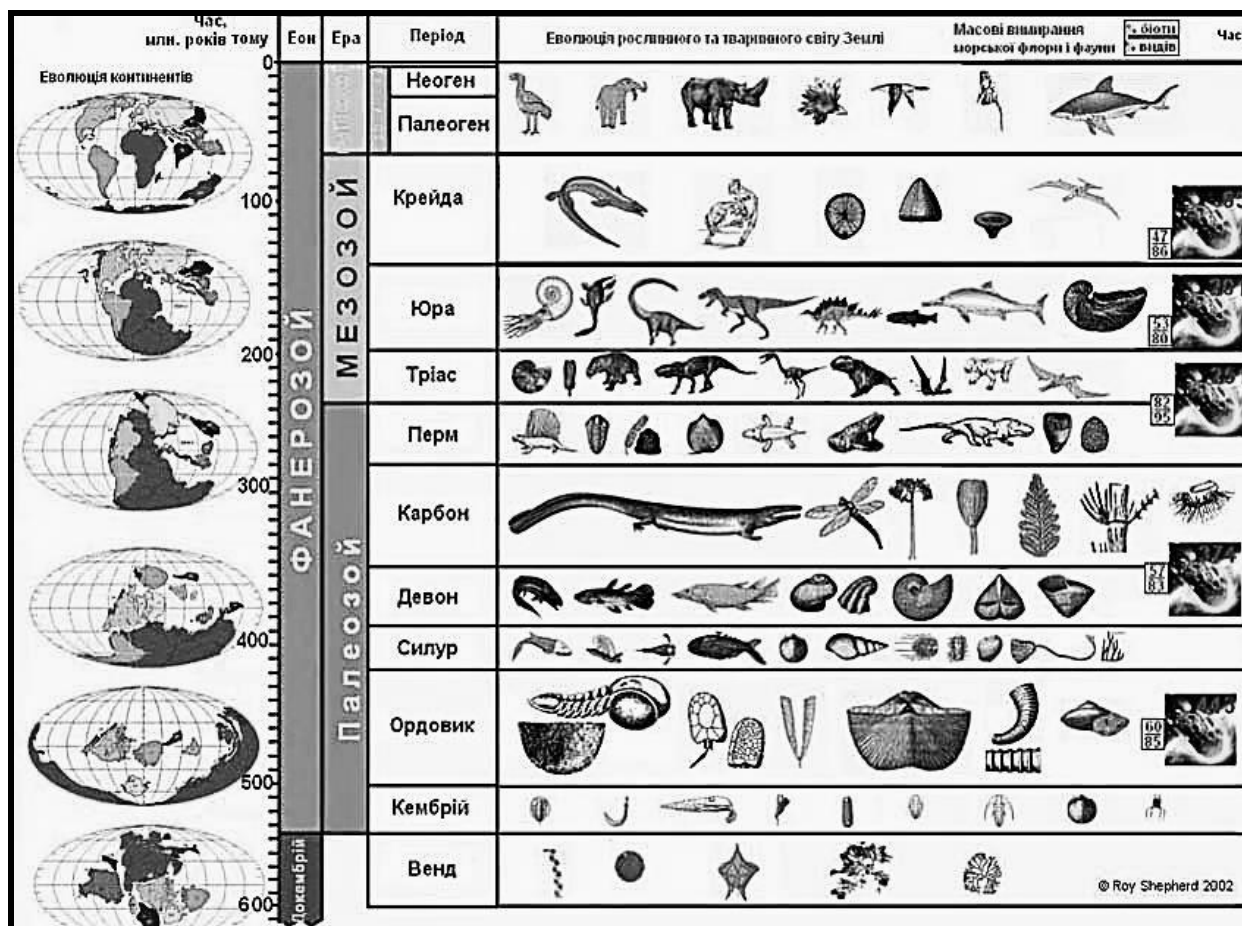 Час,
млн. років тому
Еон
Ера
Період
Еволюція рослинного та тваринного світу Землі
Масові вимирання
морської флори і фауни
% біоти
% видів
Час
Еволюція континентів
0
100
200
300
400
500
600
ФАНЕРОЗОЙ
Докембрій
МЕЗОЗОЙ
Палеозой
Неоген
Палеоген
Крейда
47
86
Юра
53
80
Тріас
82
95
Перм
Карбон
57
83
Девон
Силур
Ордовик
60
85
Кембрій
Венд
© Roy Shepherd 2002